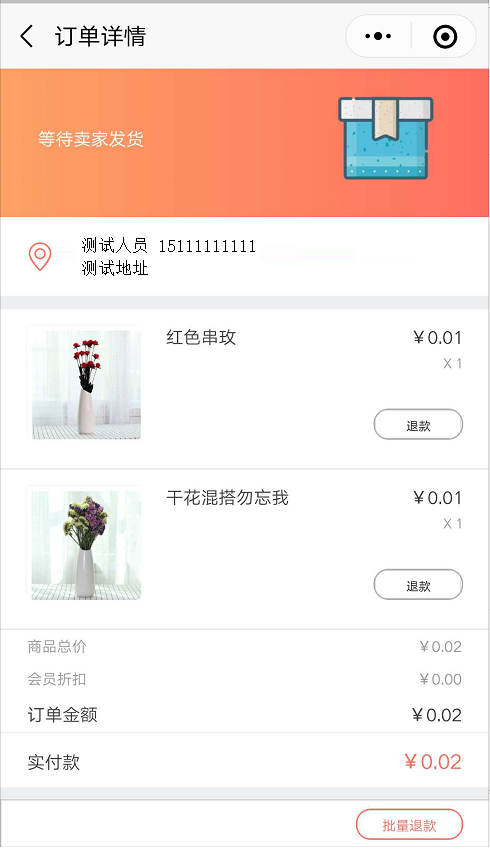 订单详情
等待卖家发货
测试人员 15111111111
测试地址
红色串玫 ￥0.01
X 1
退款
干花混搭勿忘我 ￥0.01
X 1
退款
商品总价 ￥0.02
会员折扣 ￥0.00
订单金额 ￥0.02
实付款 ￥0.02
批量退款